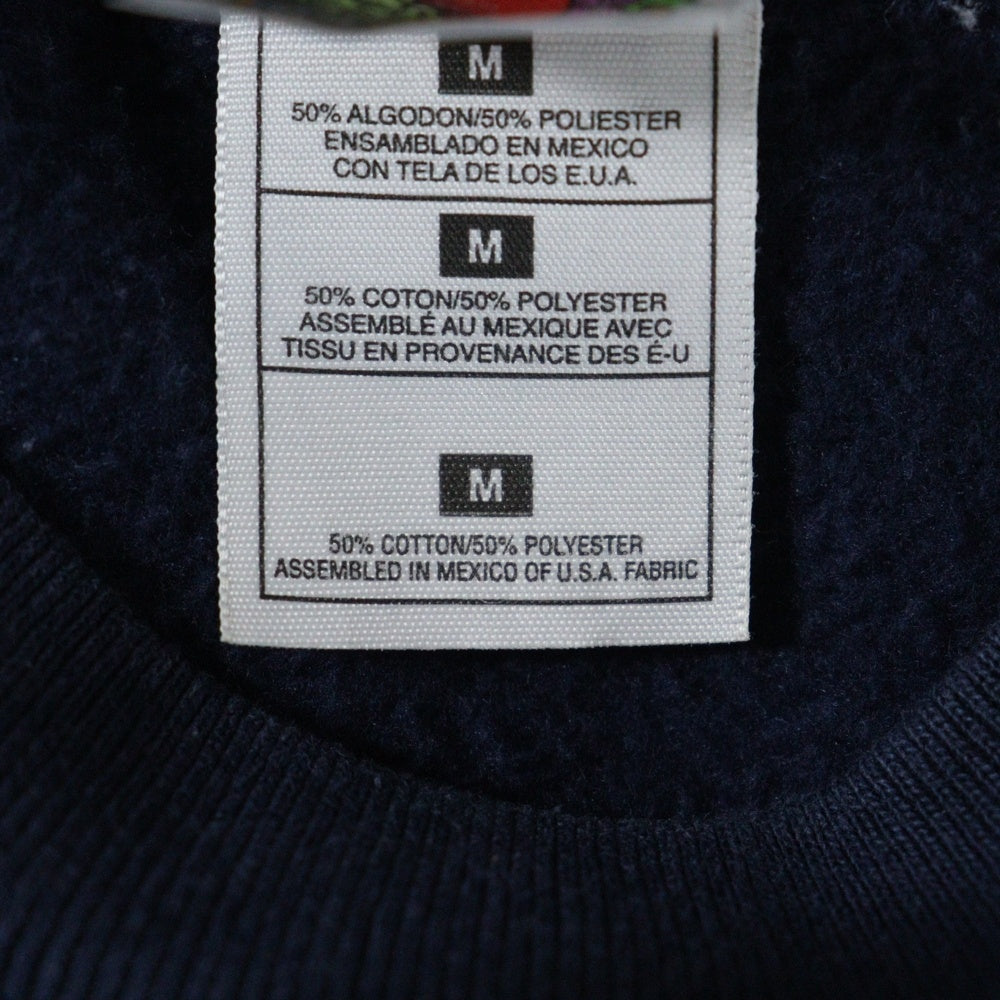 M
50% ALGODON/50% POLIESTER
ENSAMBLADO EN MEXICO
CON TELA DE LOS E.U.A.
M
50% COTON/50% POLYESTER
ASSEMBLÉ AU MEXIQUE AVEC
TISSU EN PROVENANCE DES É-U
M
50% COTTON/50% POLYESTER
ASSEMBLED IN MEXICO OF U.S.A. FABRIC